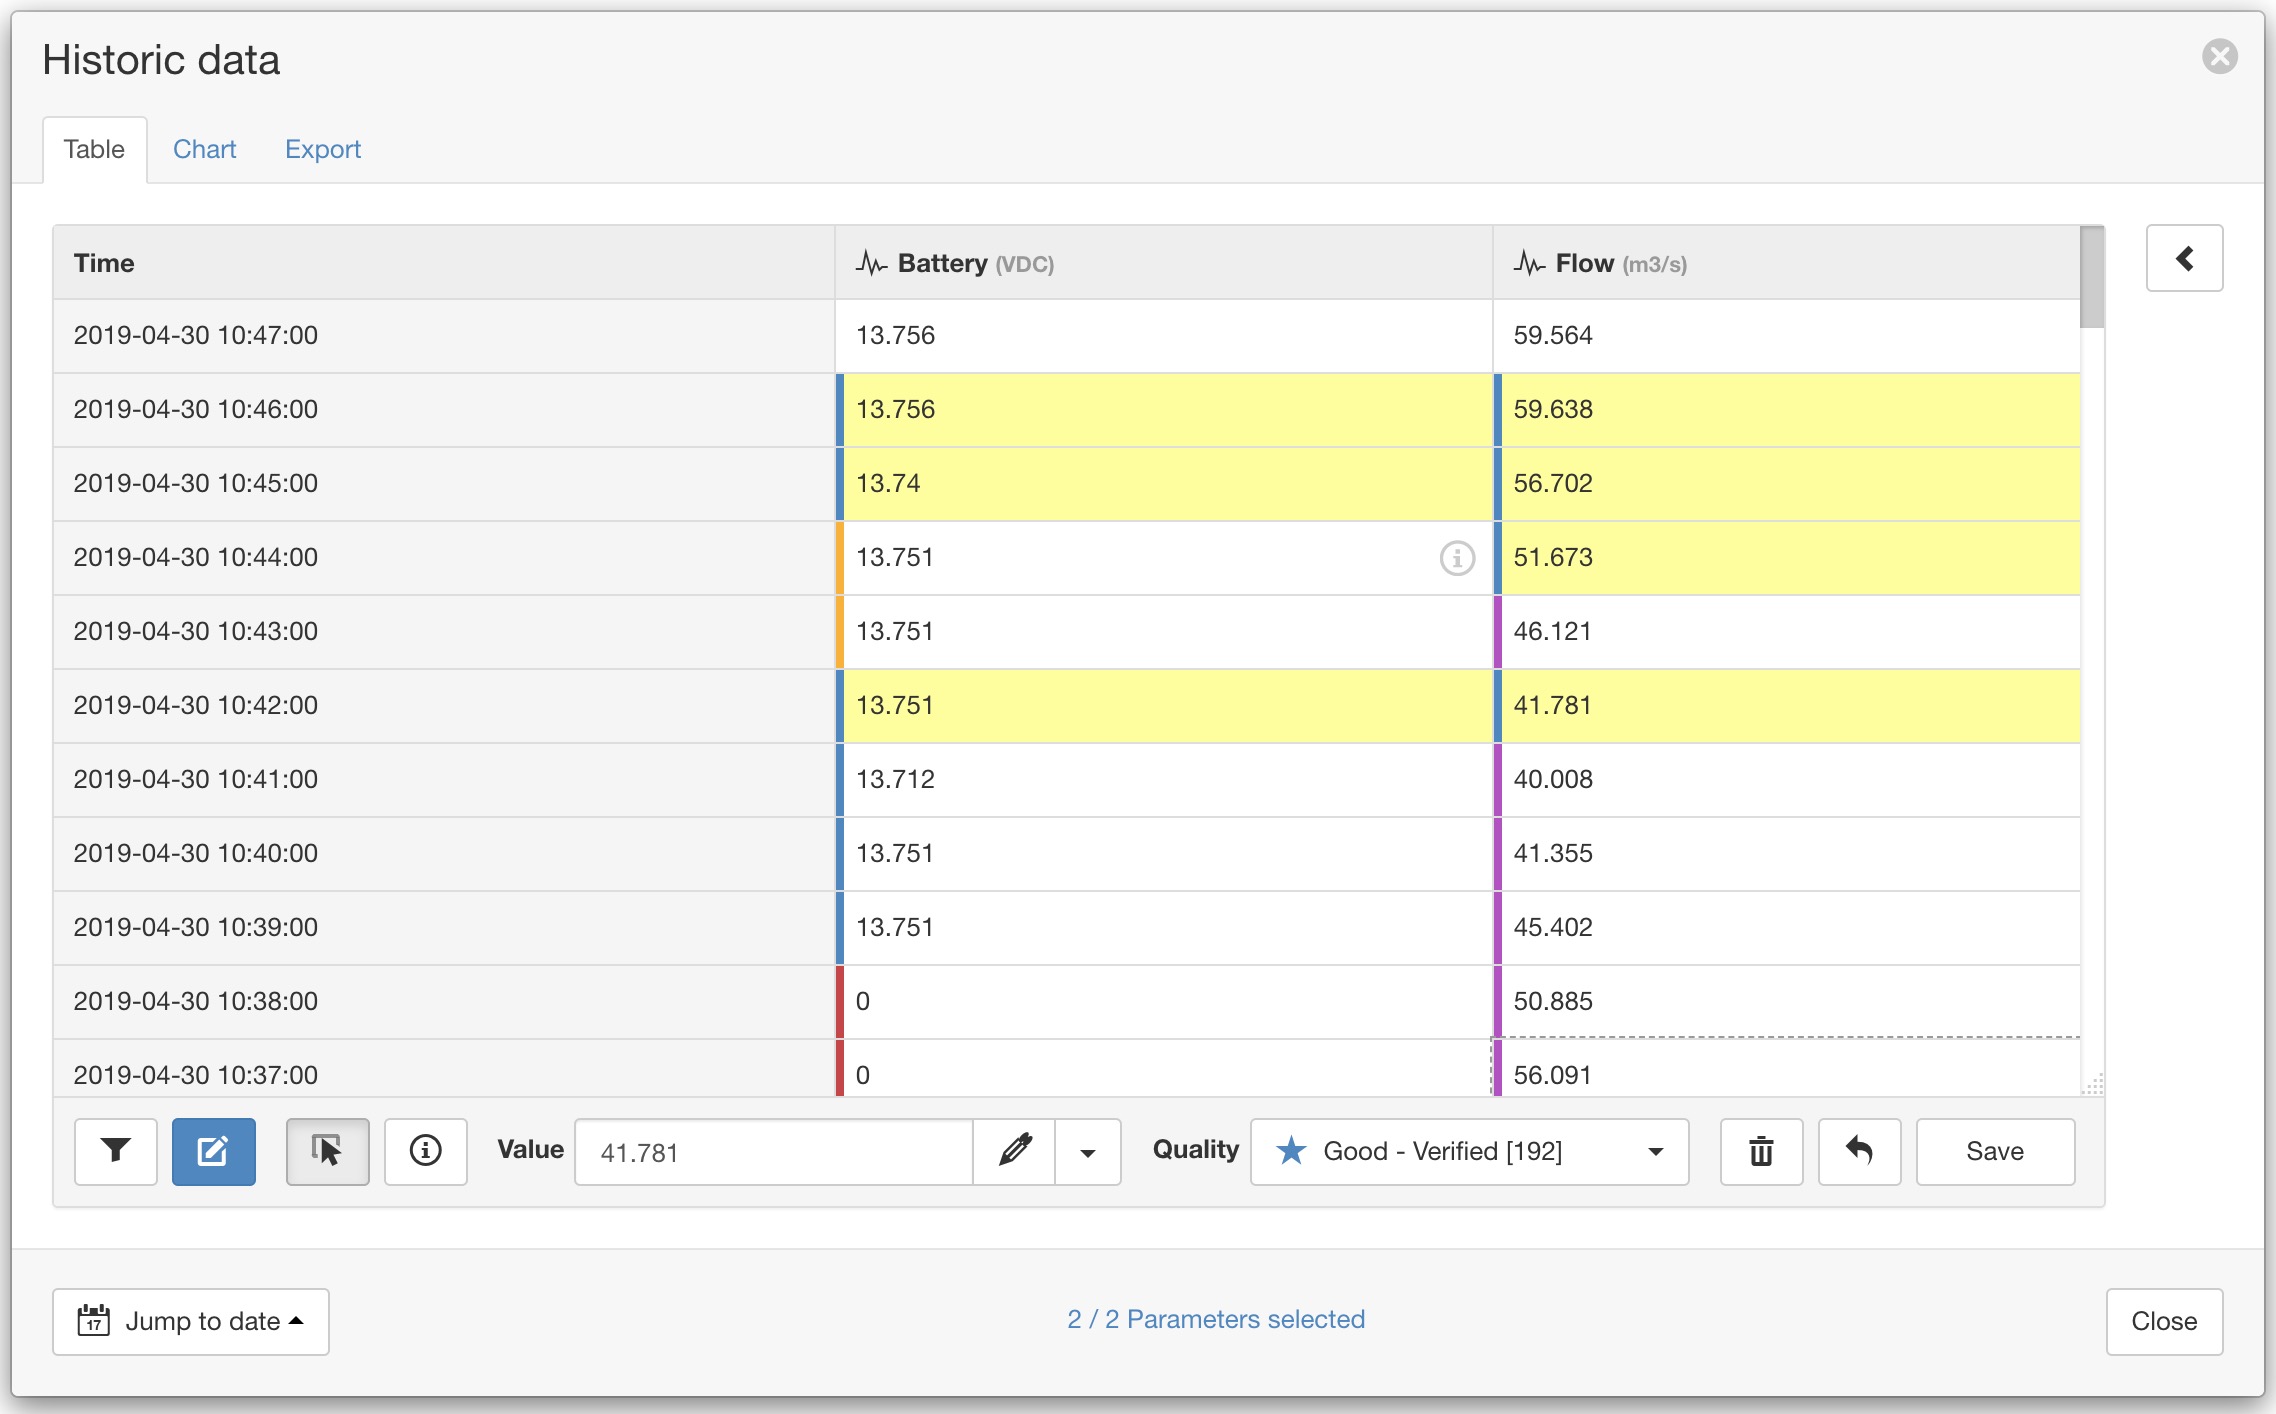 Historic data
Table Chart Export
Time Battery (VDC) Flow (m3/s)
2019-04-30 10:47:00 13.756 59.564
2019-04-30 10:46:00 13.756 59.638
2019-04-30 10:45:00 13.74 56.702
2019-04-30 10:44:00 13.751 51.673
2019-04-30 10:43:00 13.751 46.121
2019-04-30 10:42:00 13.751 41.781
2019-04-30 10:41:00 13.712 40.008
2019-04-30 10:40:00 13.751 41.355
2019-04-30 10:39:00 13.751 45.402
2019-04-30 10:38:00 0 50.885
2019-04-30 10:37:00 0 56.091
Value 41.781 Quality Good - Verified [192] Save
17 Jump to date 2 / 2 Parameters selected Close